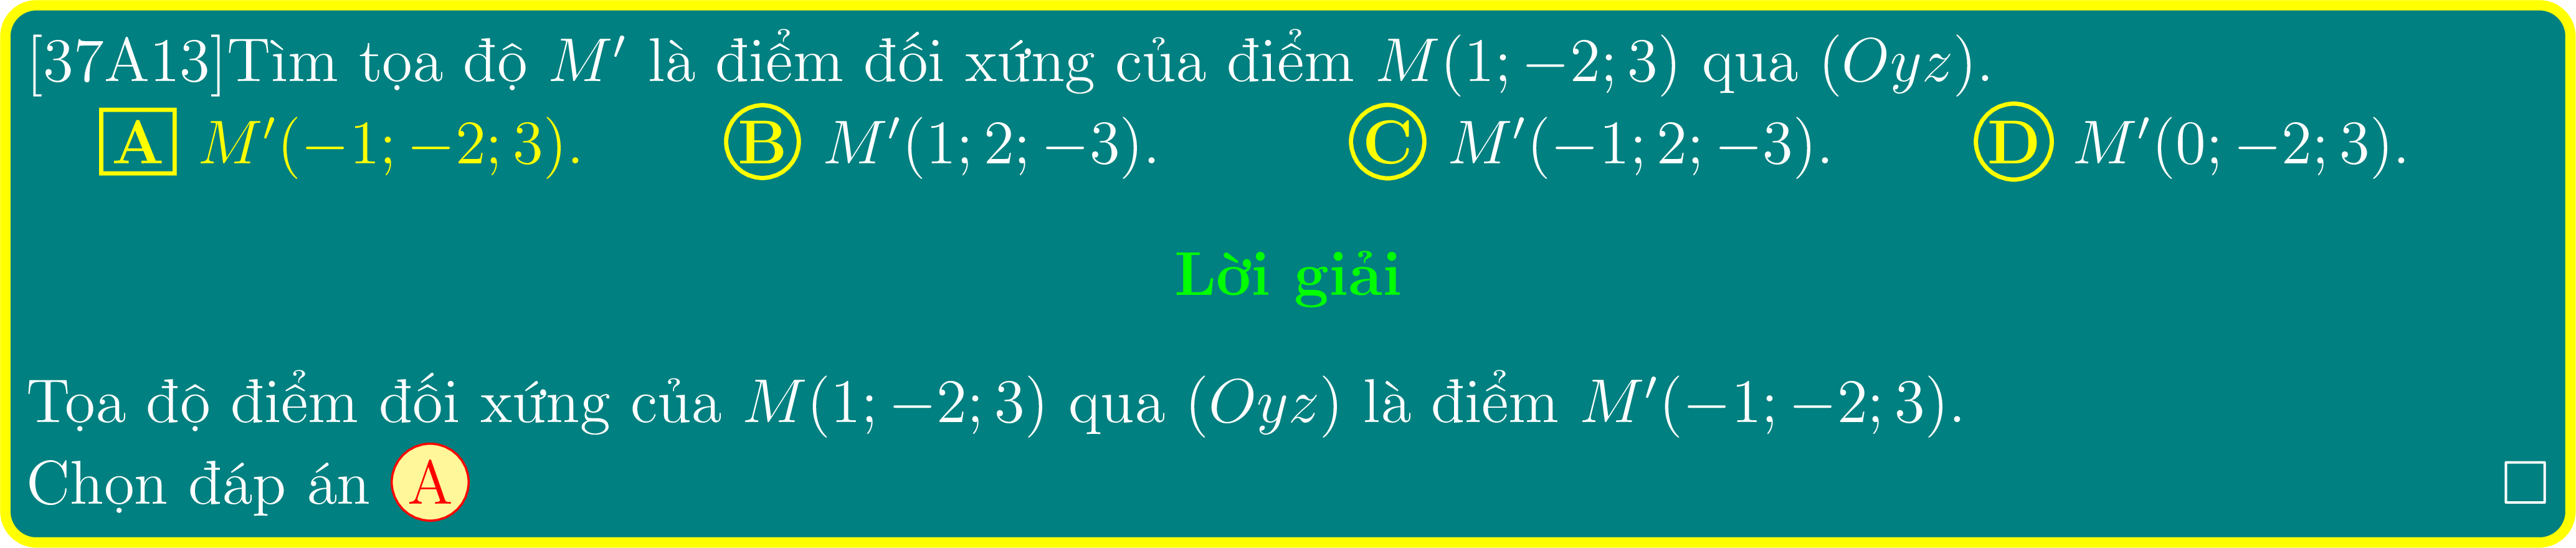 [37A13]Tìm tọa độ M′ là điểm đối xứng của điểm M(1; −2; 3) qua (Oyz).
A M′(−1; −2; 3). B M′(1; 2; −3). C M′(−1; 2; −3). D M′(0; −2; 3).
Lời giải
Tọa độ điểm đối xứng của M(1; −2; 3) qua (Oyz) là điểm M′(−1; −2; 3).
Chọn đáp án A □